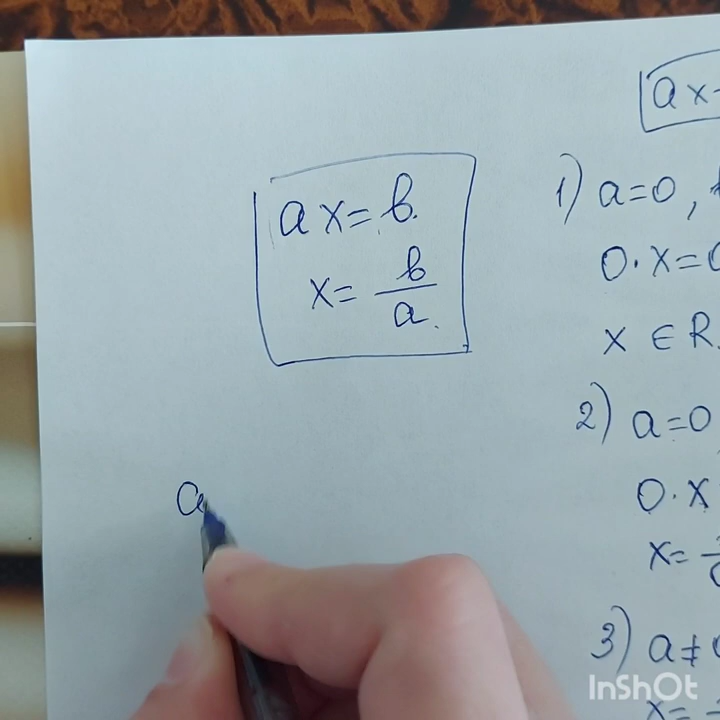 ax=b.
x= b/a.
a
ax-
1) a=0,
0·x=0
x ∈ R.
2) a=0
0·x
x=
3) a≠0
x=
InShOt